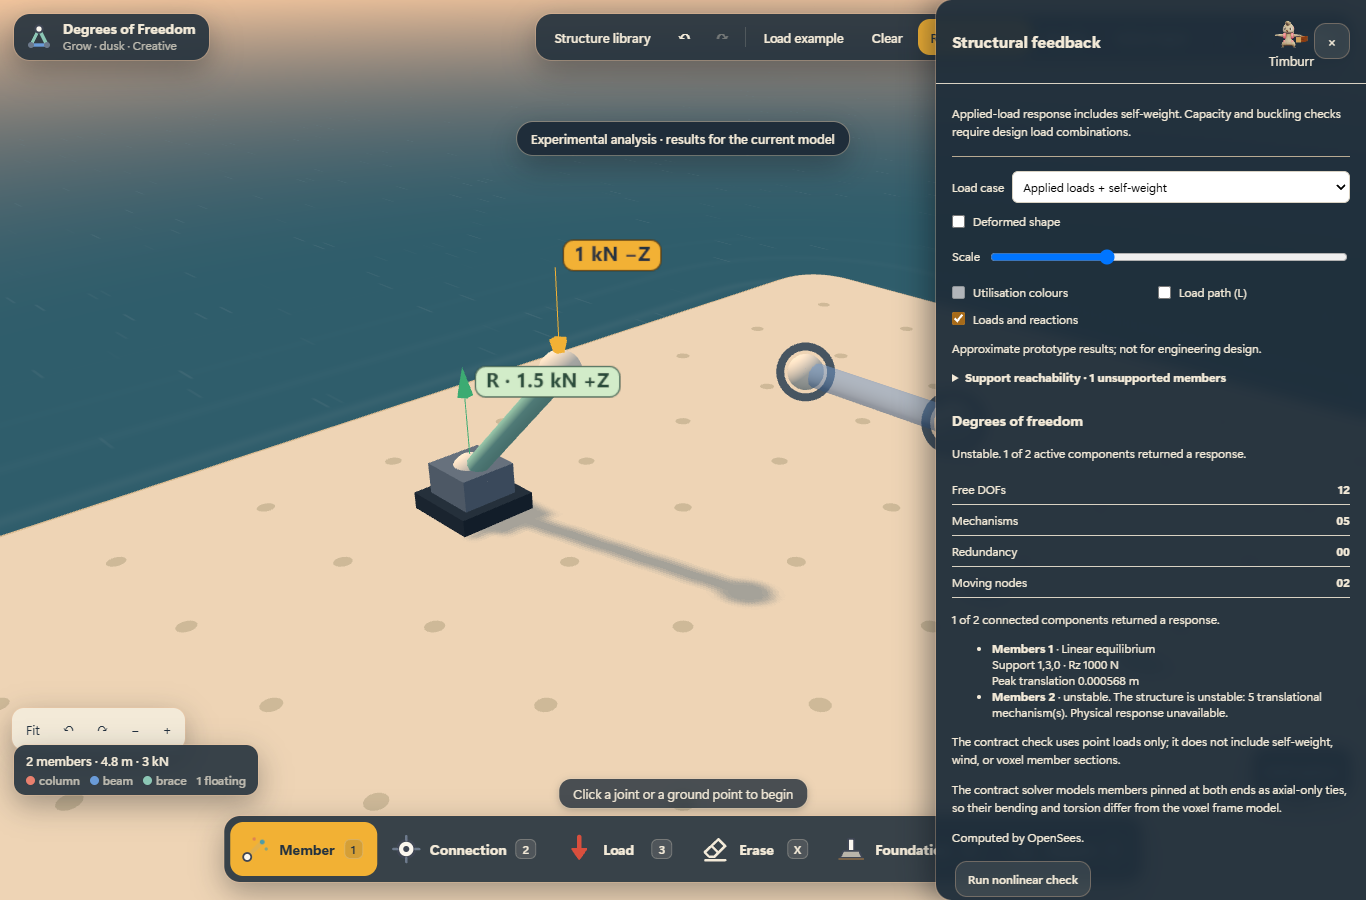 Degrees of Freedom
Grow · dusk · Creative
Structure library
Load example
Clear
Experimental analysis · results for the current model
1 kN −Z
R · 1.5 kN +Z
Fit
−
+
2 members · 4.8 m · 3 kN
column
beam
brace
1 floating
Click a joint or a ground point to begin
Member 1
Connection 2
Load 3
Erase X
Structural feedback
Timburr
×
Applied-load response includes self-weight. Capacity and buckling checks
require design load combinations.
Load case
Applied loads + self-weight
Deformed shape
Scale
Utilisation colours
Load path (L)
Loads and reactions
Approximate prototype results; not for engineering design.
Support reachability · 1 unsupported members
Degrees of freedom
Unstable. 1 of 2 active components returned a response.
Free DOFs 12
Mechanisms 05
Redundancy 00
Moving nodes 02
1 of 2 connected components returned a response.
Members 1 · Linear equilibrium
Support 1,3,0 · Rz 1000 N
Peak translation 0.000568 m
Members 2 · unstable. The structure is unstable: 5 translational
mechanism(s). Physical response unavailable.
The contract check uses point loads only; it does not include self-weight,
wind, or voxel member sections.
The contract solver models members pinned at both ends as axial-only ties,
so their bending and torsion differ from the voxel frame model.
Computed by OpenSees.
Run nonlinear check